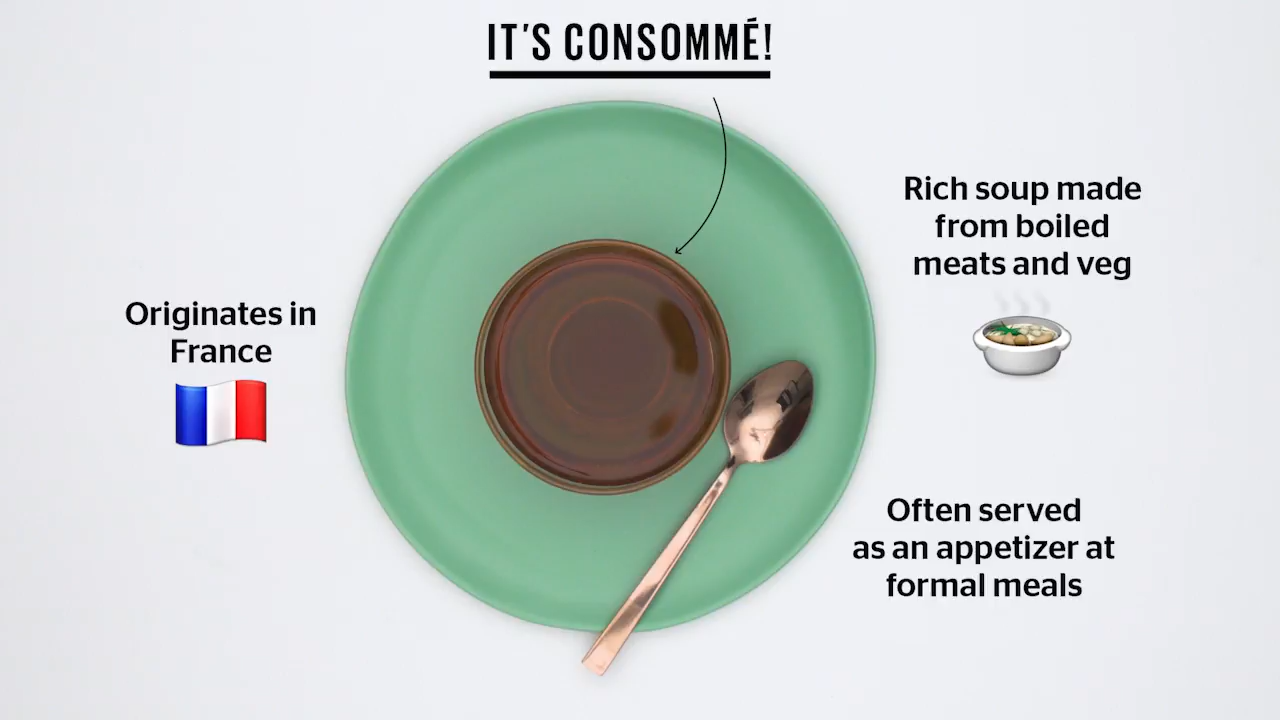 IT'S CONSOMMÉ!
Originates in
France
Rich soup made
from boiled
meats and veg
Often served
as an appetizer at
formal meals